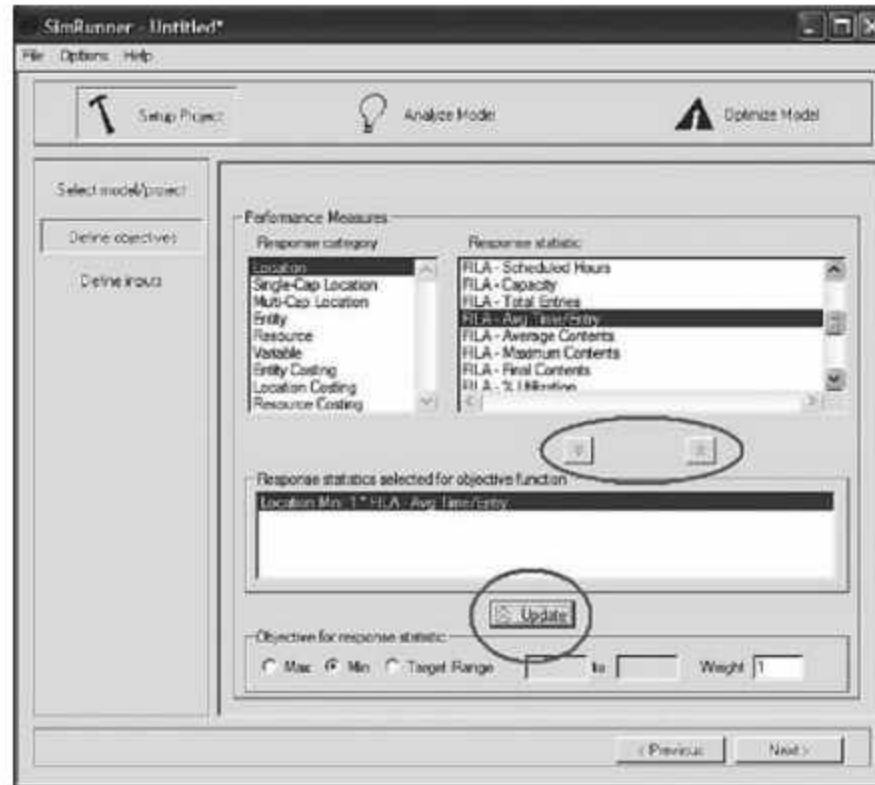 SimRunner - Untitled*
File Options Help
Setup Project
Analyze Model
Optimize Model
Select model/project
Define objectives
Define inputs
Performance Measures
Response category
Response statistic
Location
Single-Cap Location
Multi-Cap Location
Entity
Resource
Variable
Entity Costing
Location Costing
Resource Costing
FILA - Scheduled Hours
FILA - Capacity
FILA - Total Entries
FILA - Avg Time/Entry
FILA - Average Contents
FILA - Maximum Contents
FILA - Final Contents
FILA - % Utilization
Response statistics selected for objective function
Location Min: 1 * FILA - Avg Time/Entry
Update
Objective for response statistic
Max Min Target Range to Weight 1
< Previous Next >